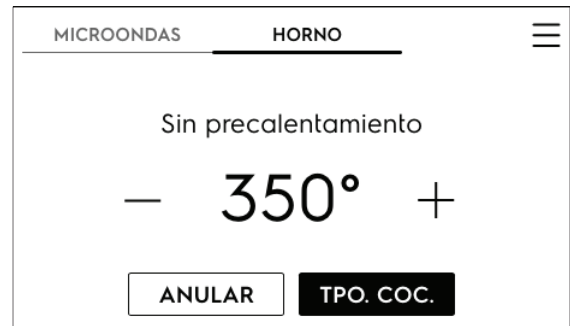 MICROONDAS HORNO
Sin precalentamiento
− 350° +
ANULAR TPO. COC.